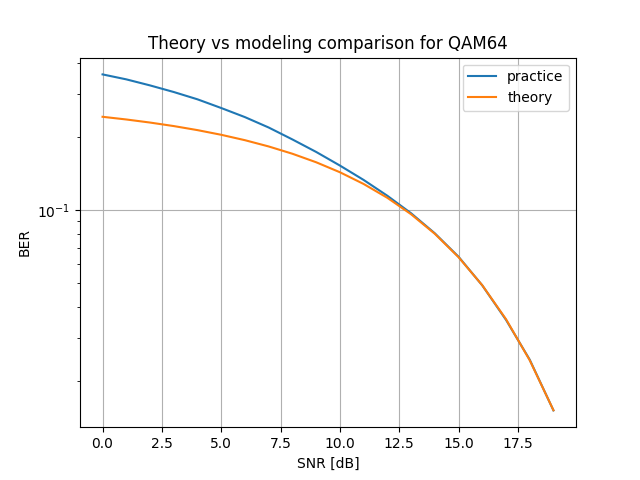 Theory vs modeling comparison for QAM64
practice
theory
10⁻¹
BER
0.0 2.5 5.0 7.5 10.0 12.5 15.0 17.5
SNR [dB]